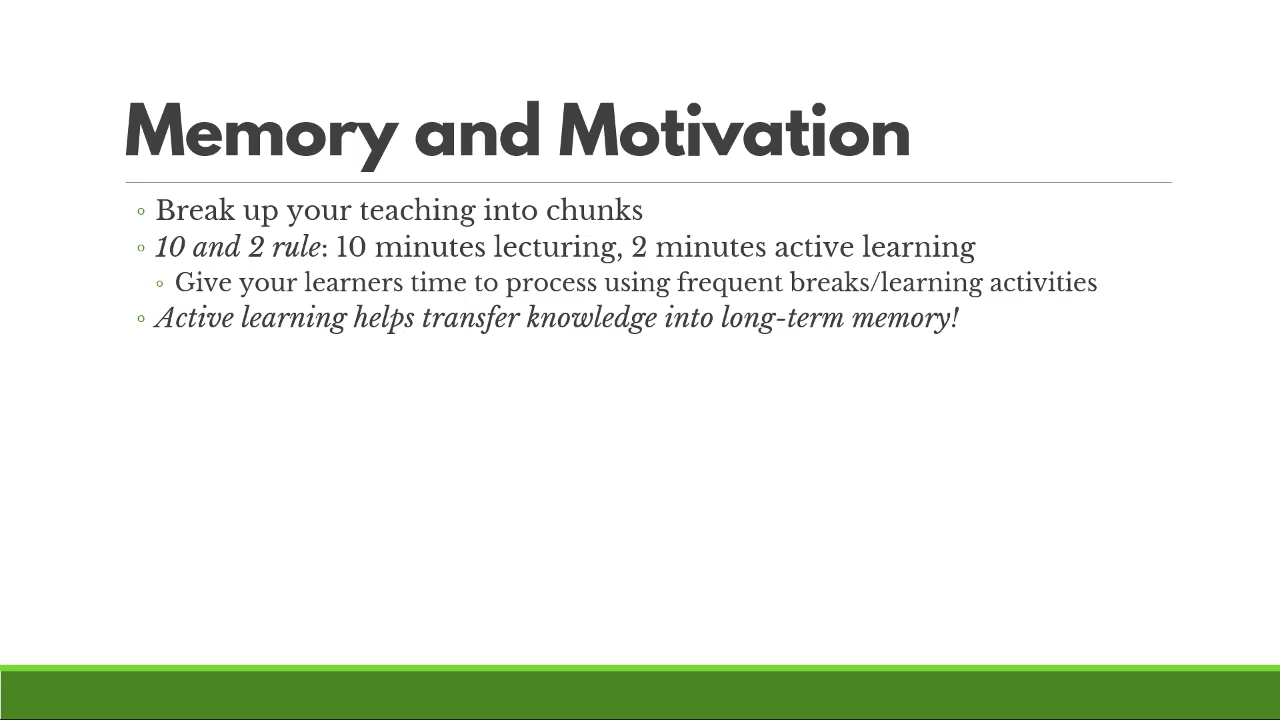 Memory and Motivation
◦ Break up your teaching into chunks
◦ 10 and 2 rule: 10 minutes lecturing, 2 minutes active learning
◦ Give your learners time to process using frequent breaks/learning activities
◦ Active learning helps transfer knowledge into long-term memory!